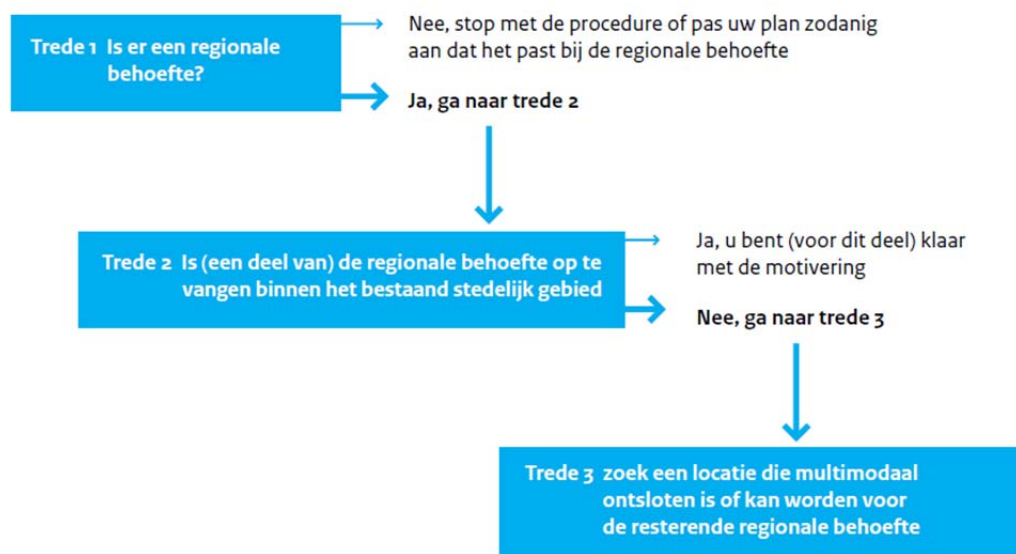 Trede 1 Is er een regionale
behoefte?
Nee, stop met de procedure of pas uw plan zodanig
aan dat het past bij de regionale behoefte
Ja, ga naar trede 2
Trede 2 Is (een deel van) de regionale behoefte op te
vangen binnen het bestaand stedelijk gebied
Ja, u bent (voor dit deel) klaar
met de motivering
Nee, ga naar trede 3
Trede 3 zoek een locatie die multimodaal
ontsloten is of kan worden voor
de resterende regionale behoefte